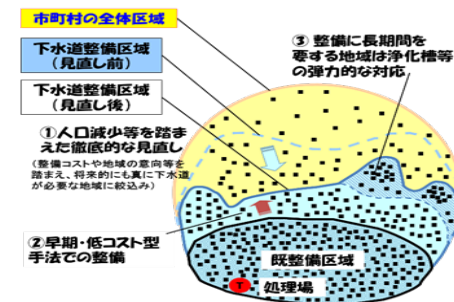 市町村の全体区域
下水道整備区域
（見直し前）
下水道整備区域
（見直し後）
①人口減少等を踏ま
えた徹底的な見直し
（整備コストや地域の意向等を
踏まえ、将来的にも真に下水道
が必要な地域に絞込み）
②早期・低コスト型
手法での整備
③ 整備に長期間を
要する地域は浄化槽等
の弾力的な対応
既整備区域
T 処理場